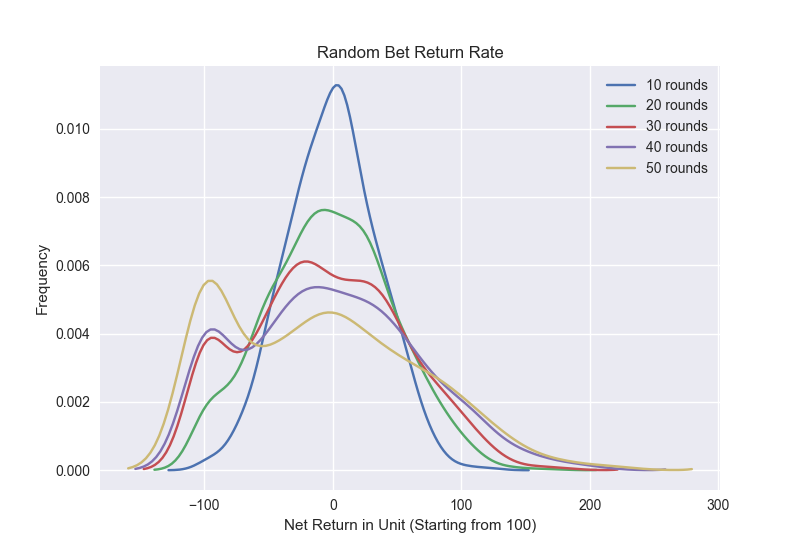 Random Bet Return Rate
10 rounds
20 rounds
30 rounds
40 rounds
50 rounds
Frequency
0.010
0.008
0.006
0.004
0.002
0.000
−100 0 100 200 300
Net Return in Unit (Starting from 100)